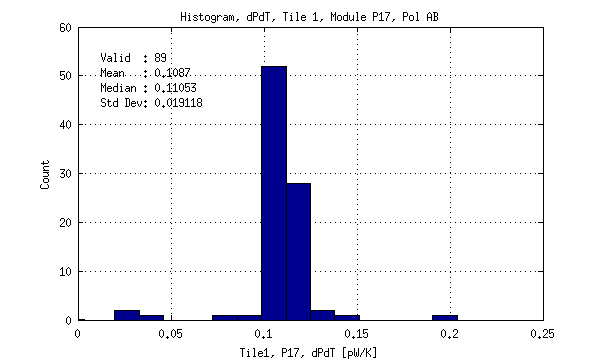 Histogram, dPdT, Tile 1, Module P17, Pol AB
60
50
40
30
20
10
0
Valid : 89
Mean : 0.1087
Median : 0.11053
Std Dev: 0.019118
Count
0 0.05 0.1 0.15 0.2 0.25
Tile1, P17, dPdT [pW/K]